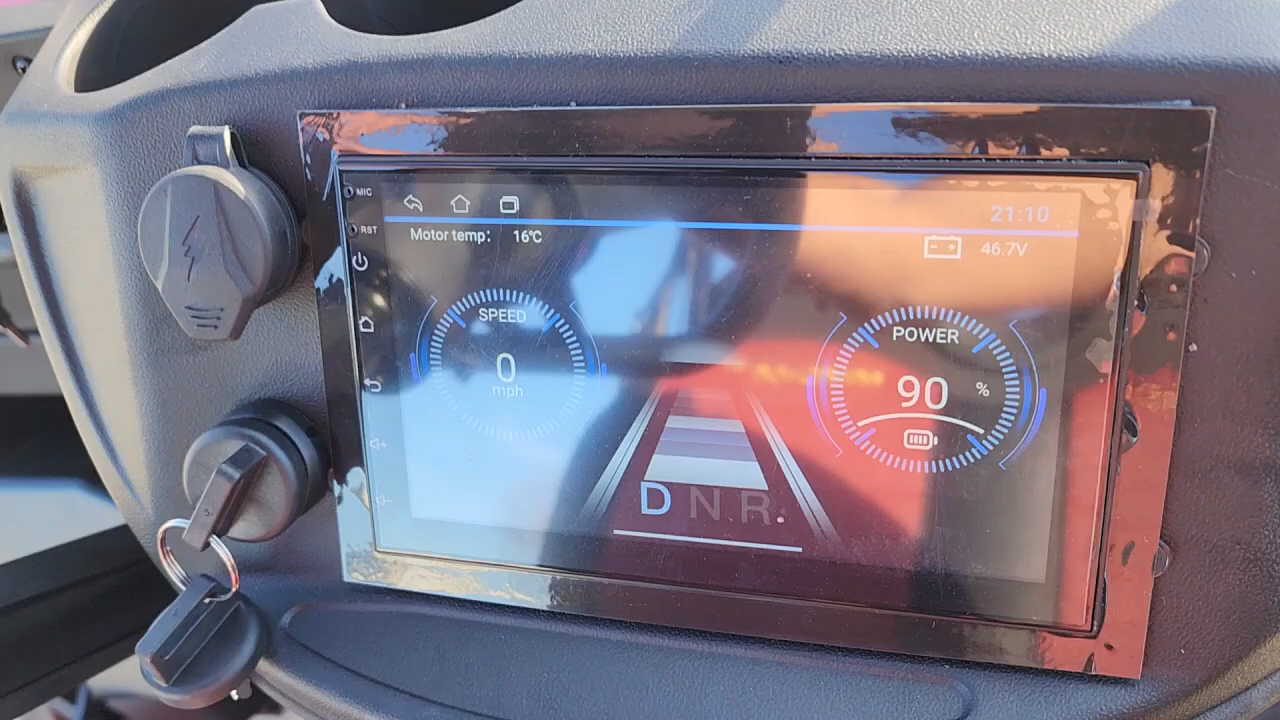 MIC
RST
21:10
Motor temp: 16℃
46.7V
SPEED
0
mph
POWER
90 %
D N R